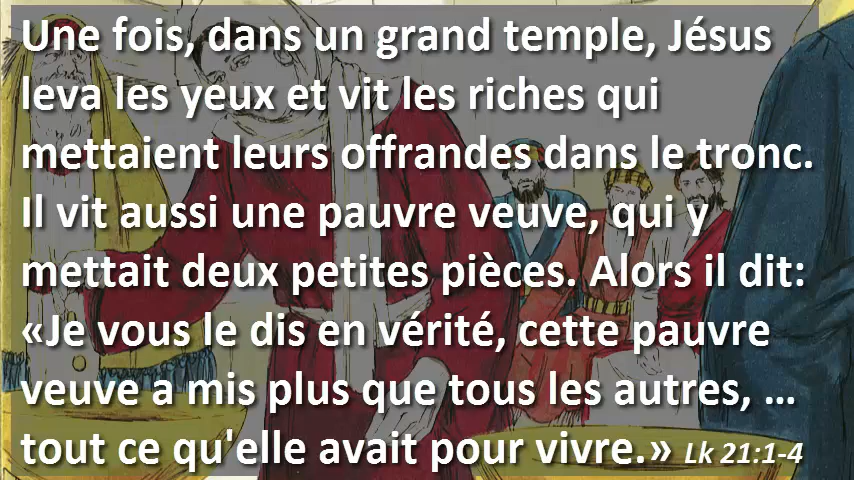 Une fois, dans un grand temple, Jésus
leva les yeux et vit les riches qui
mettaient leurs offrandes dans le tronc.
Il vit aussi une pauvre veuve, qui y
mettait deux petites pièces. Alors il dit:
«Je vous le dis en vérité, cette pauvre
veuve a mis plus que tous les autres, ...
tout ce qu'elle avait pour vivre.» Lk 21:1-4